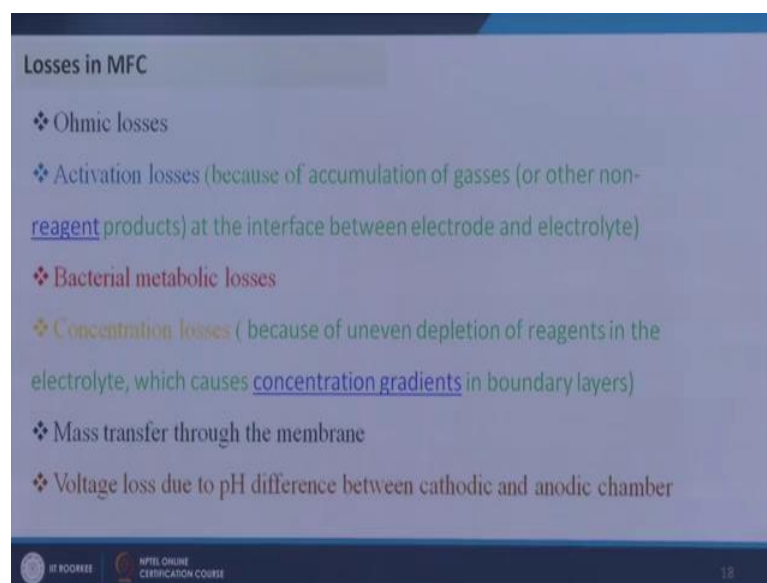 Losses in MFC
❖ Ohmic losses
❖ Activation losses (because of accumulation of gasses (or other non-
reagent products) at the interface between electrode and electrolyte)
❖ Bacterial metabolic losses
❖ Concentration losses ( because of uneven depletion of reagents in the
electrolyte, which causes concentration gradients in boundary layers)
❖ Mass transfer through the membrane
❖ Voltage loss due to pH difference between cathodic and anodic chamber
IIT ROORKEE
NPTEL ONLINE
CERTIFICATION COURSE
18